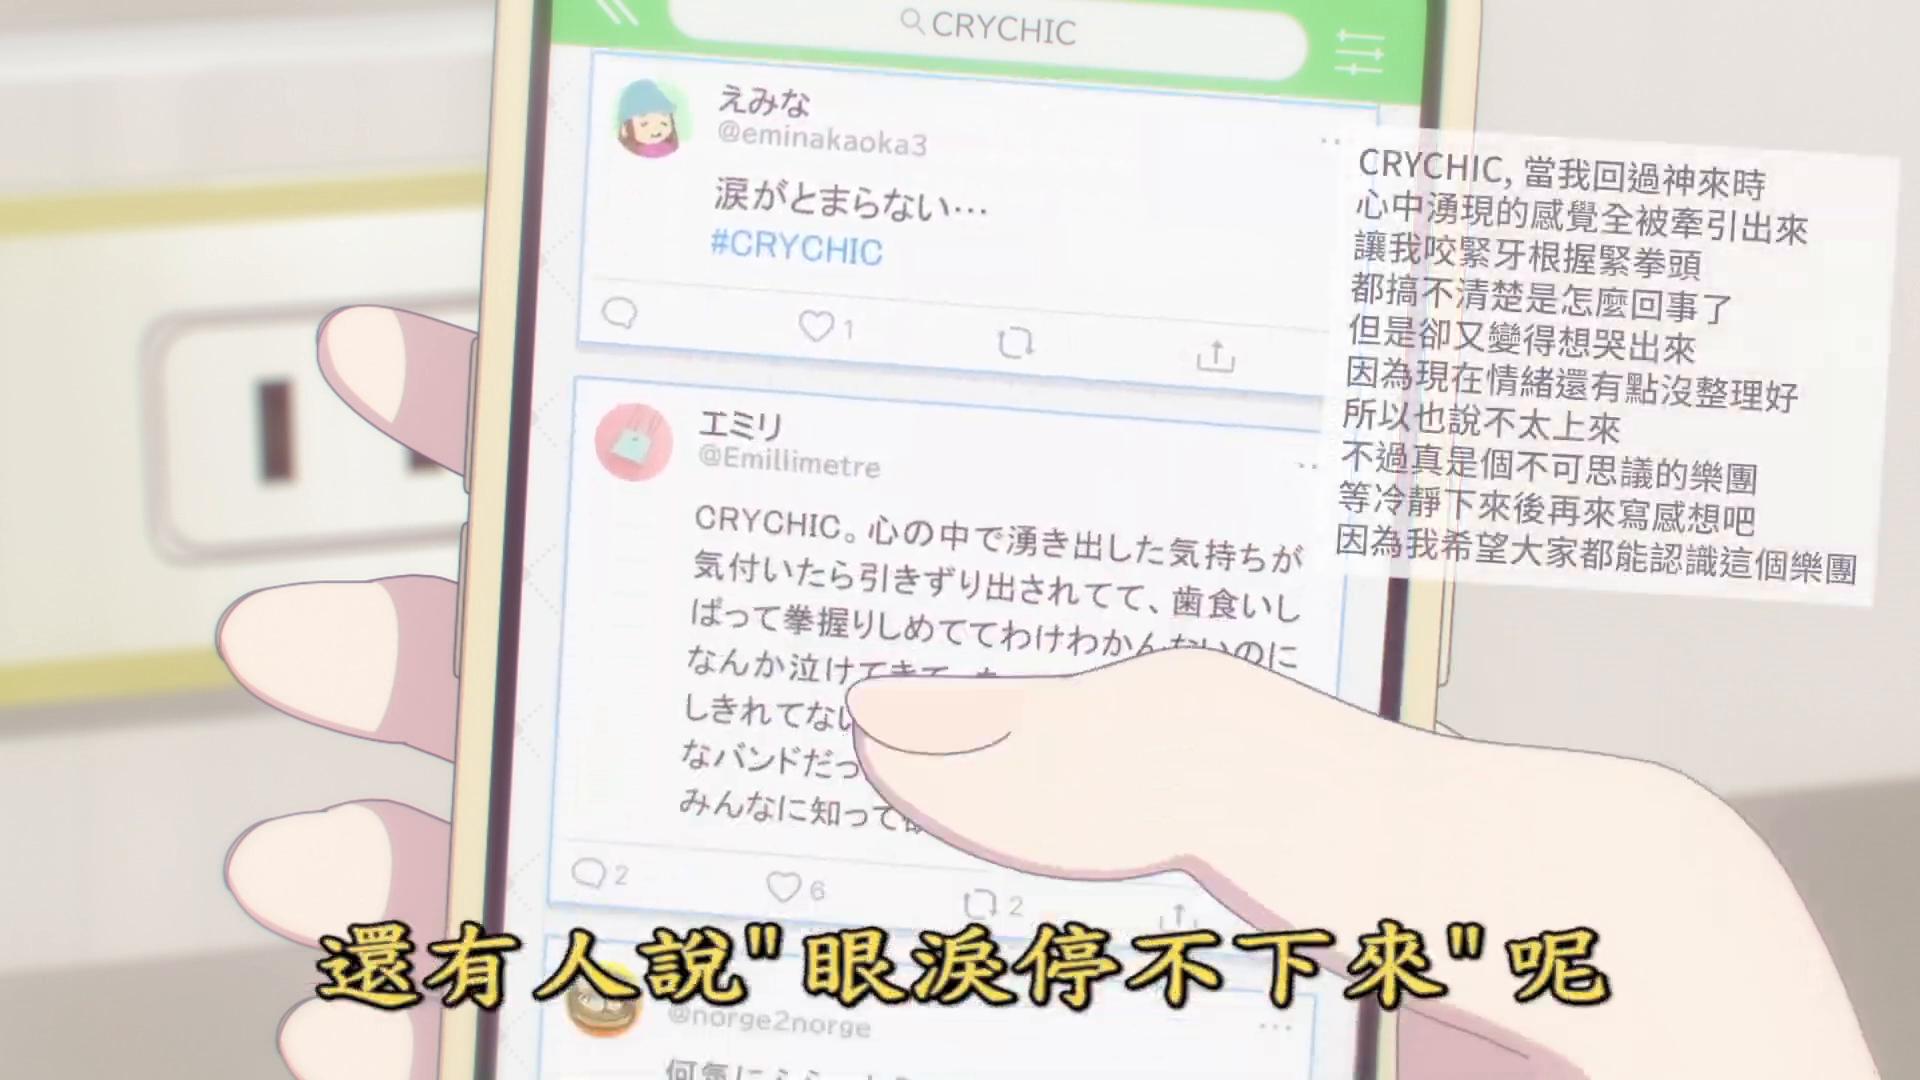 CRYCHIC
えみな
@eminakaoka3
涙がとまらない…
#CRYCHIC
1
エミリ
@Emillimetre
CRYCHIC。心の中で湧き出した気持ちが
気付いたら引きずり出されてて、歯食いし
ばって拳握りしめててわけわかんないのに
なんか泣けてきて
しきれてない
なバンドだっ
みんなに知って
2
6
2
@norge2norge
CRYCHIC, 當我回過神來時
心中湧現的感覺全被牽引出來
讓我咬緊牙根握緊拳頭
都搞不清楚是怎麼回事了
但是卻又變得想哭出來
因為現在情緒還有點沒整理好
所以也說不太上來
不過真是個不可思議的樂團
等冷靜下來後再來寫感想吧
因為我希望大家都能認識這個樂團
還有人說"眼淚停不下來"呢